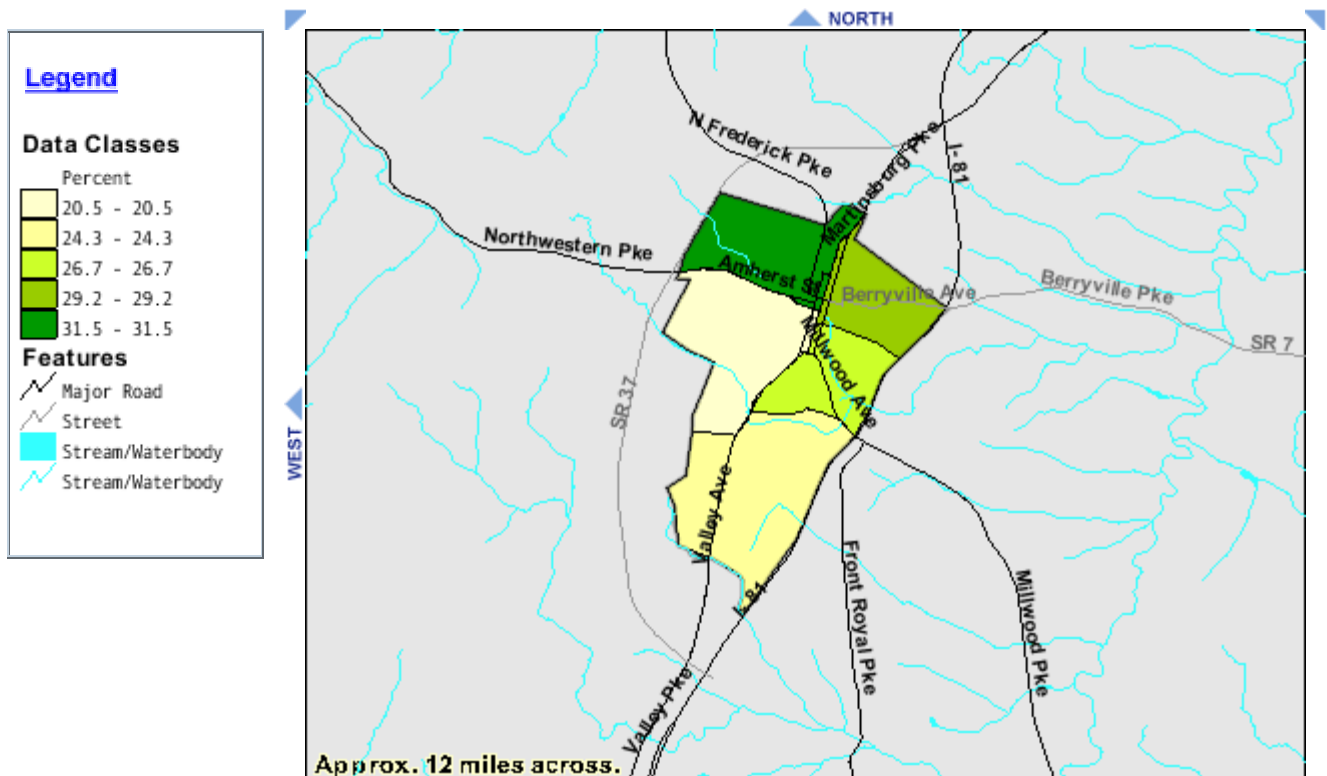 NORTH
Legend
Data Classes
Percent
20.5 - 20.5
24.3 - 24.3
26.7 - 26.7
29.2 - 29.2
31.5 - 31.5
Features
Major Road
Street
Stream/Waterbody
Stream/Waterbody
WEST
N Frederick Pke
Martinsburg Pke
I-81
Northwestern Pke
Amherst St
Berryville Ave
Berryville Pke
SR 7
Millwood Ave
SR 37
Valley Ave
I-81
Front Royal Pke
Millwood Pke
Valley Pke
Approx. 12 miles across.